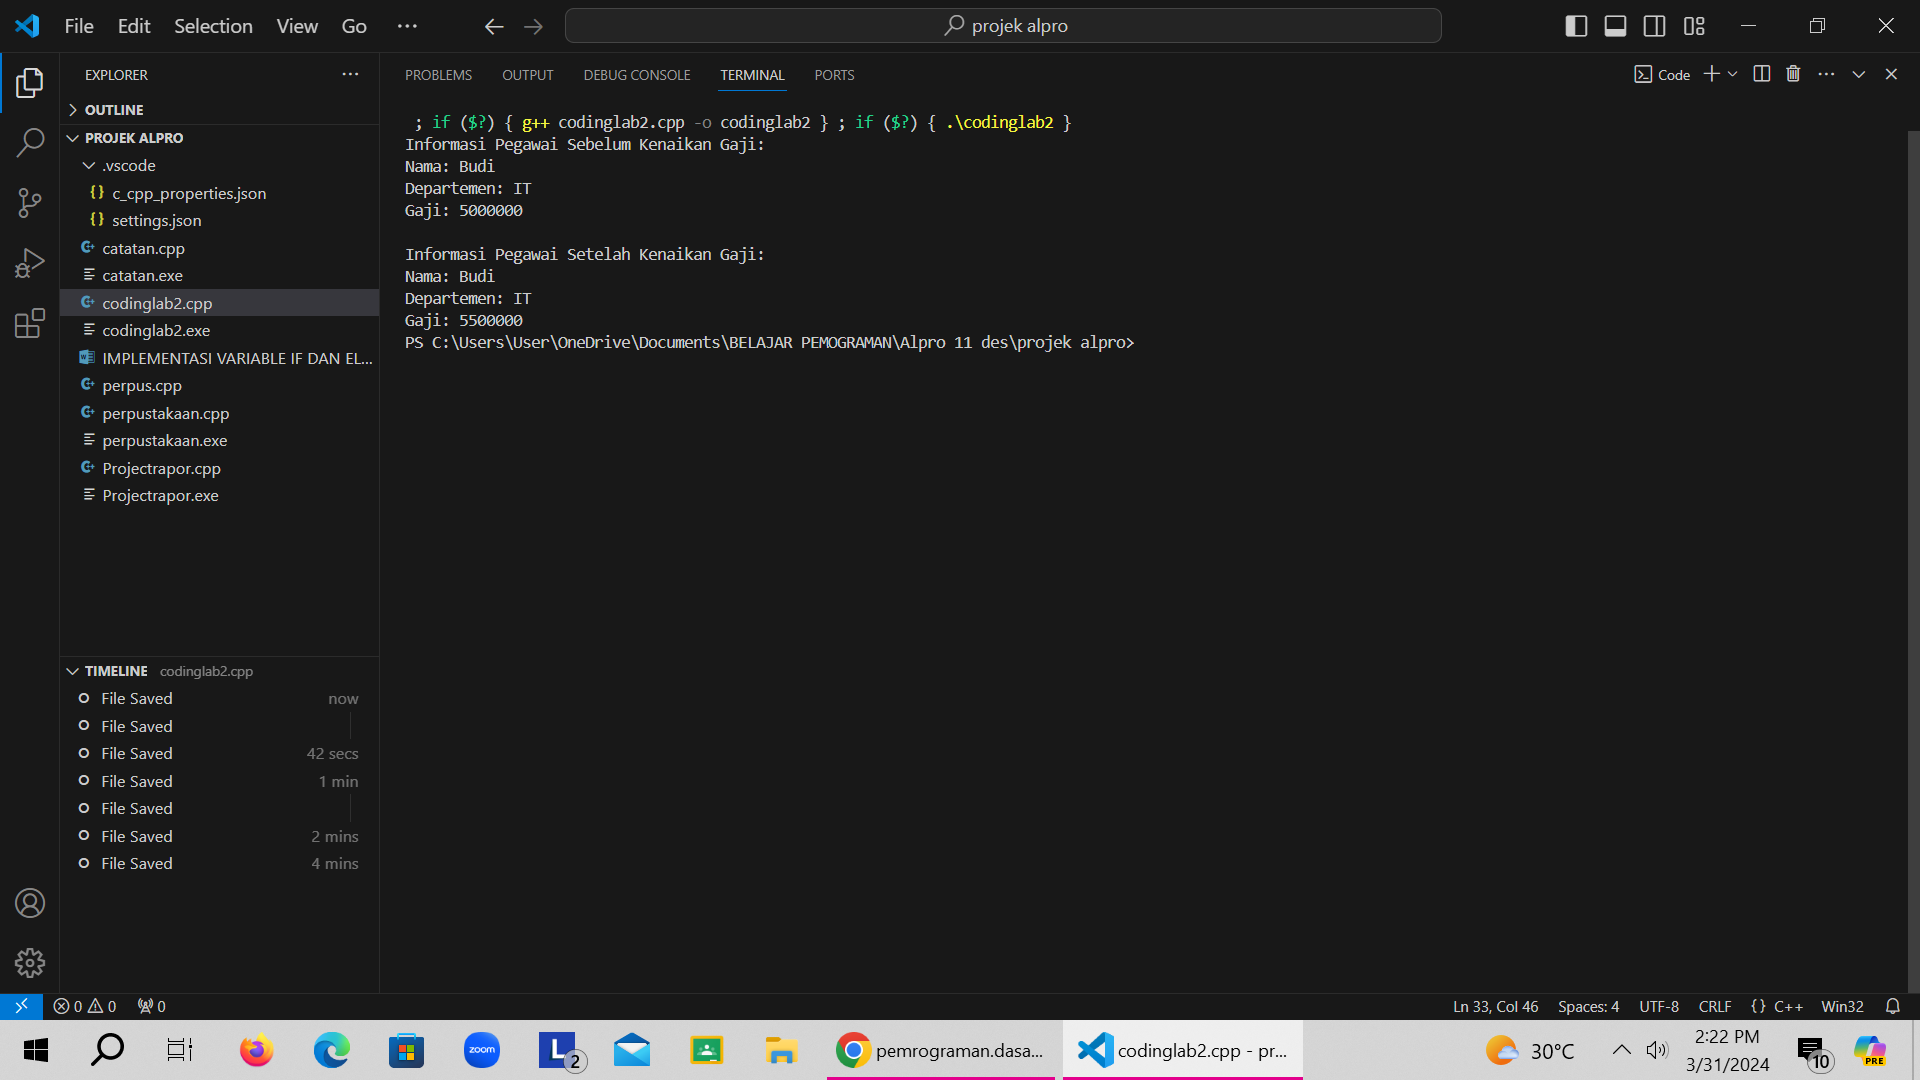 File Edit Selection View Go ...
projek alpro
EXPLORER ...
OUTLINE
PROJEK ALPRO
.vscode
{} c_cpp_properties.json
{} settings.json
catatan.cpp
catatan.exe
codinglab2.cpp
codinglab2.exe
IMPLEMENTASI VARIABLE IF DAN EL...
perpus.cpp
perpustakaan.cpp
perpustakaan.exe
Projectrapor.cpp
Projectrapor.exe
TIMELINE codinglab2.cpp
File Saved now
File Saved
File Saved 42 secs
File Saved 1 min
File Saved
File Saved 2 mins
File Saved 4 mins
PROBLEMS OUTPUT DEBUG CONSOLE TERMINAL PORTS
Code
; if ($?) { g++ codinglab2.cpp -o codinglab2 } ; if ($?) { .\codinglab2 }
Informasi Pegawai Sebelum Kenaikan Gaji:
Nama: Budi
Departemen: IT
Gaji: 5000000
Informasi Pegawai Setelah Kenaikan Gaji:
Nama: Budi
Departemen: IT
Gaji: 5500000
PS C:\Users\User\OneDrive\Documents\BELAJAR PEMOGRAMAN\Alpro 11 des\projek alpro>
0 0 0
Ln 33, Col 46 Spaces: 4 UTF-8 CRLF {} C++ Win32
zoom
L 2
pemrograman.dasa...
codinglab2.cpp - pr...
30°C
2:22 PM
3/31/2024
10
PRE